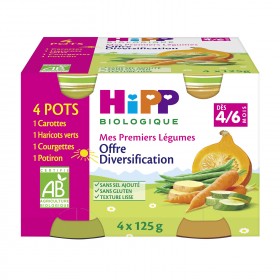 4 POTS
1 Carottes
1 Haricots verts
1 Courgettes
1 Potiron
CERTIFIÉ
AB
AGRICULTURE
BIOLOGIQUE
HiPP
BIOLOGIQUE
Mes Premiers Légumes
Offre
Diversification
DÈS
4/6
MOIS
SANS SEL AJOUTÉ
SANS GLUTEN
TEXTURE LISSE
4 x 125 g